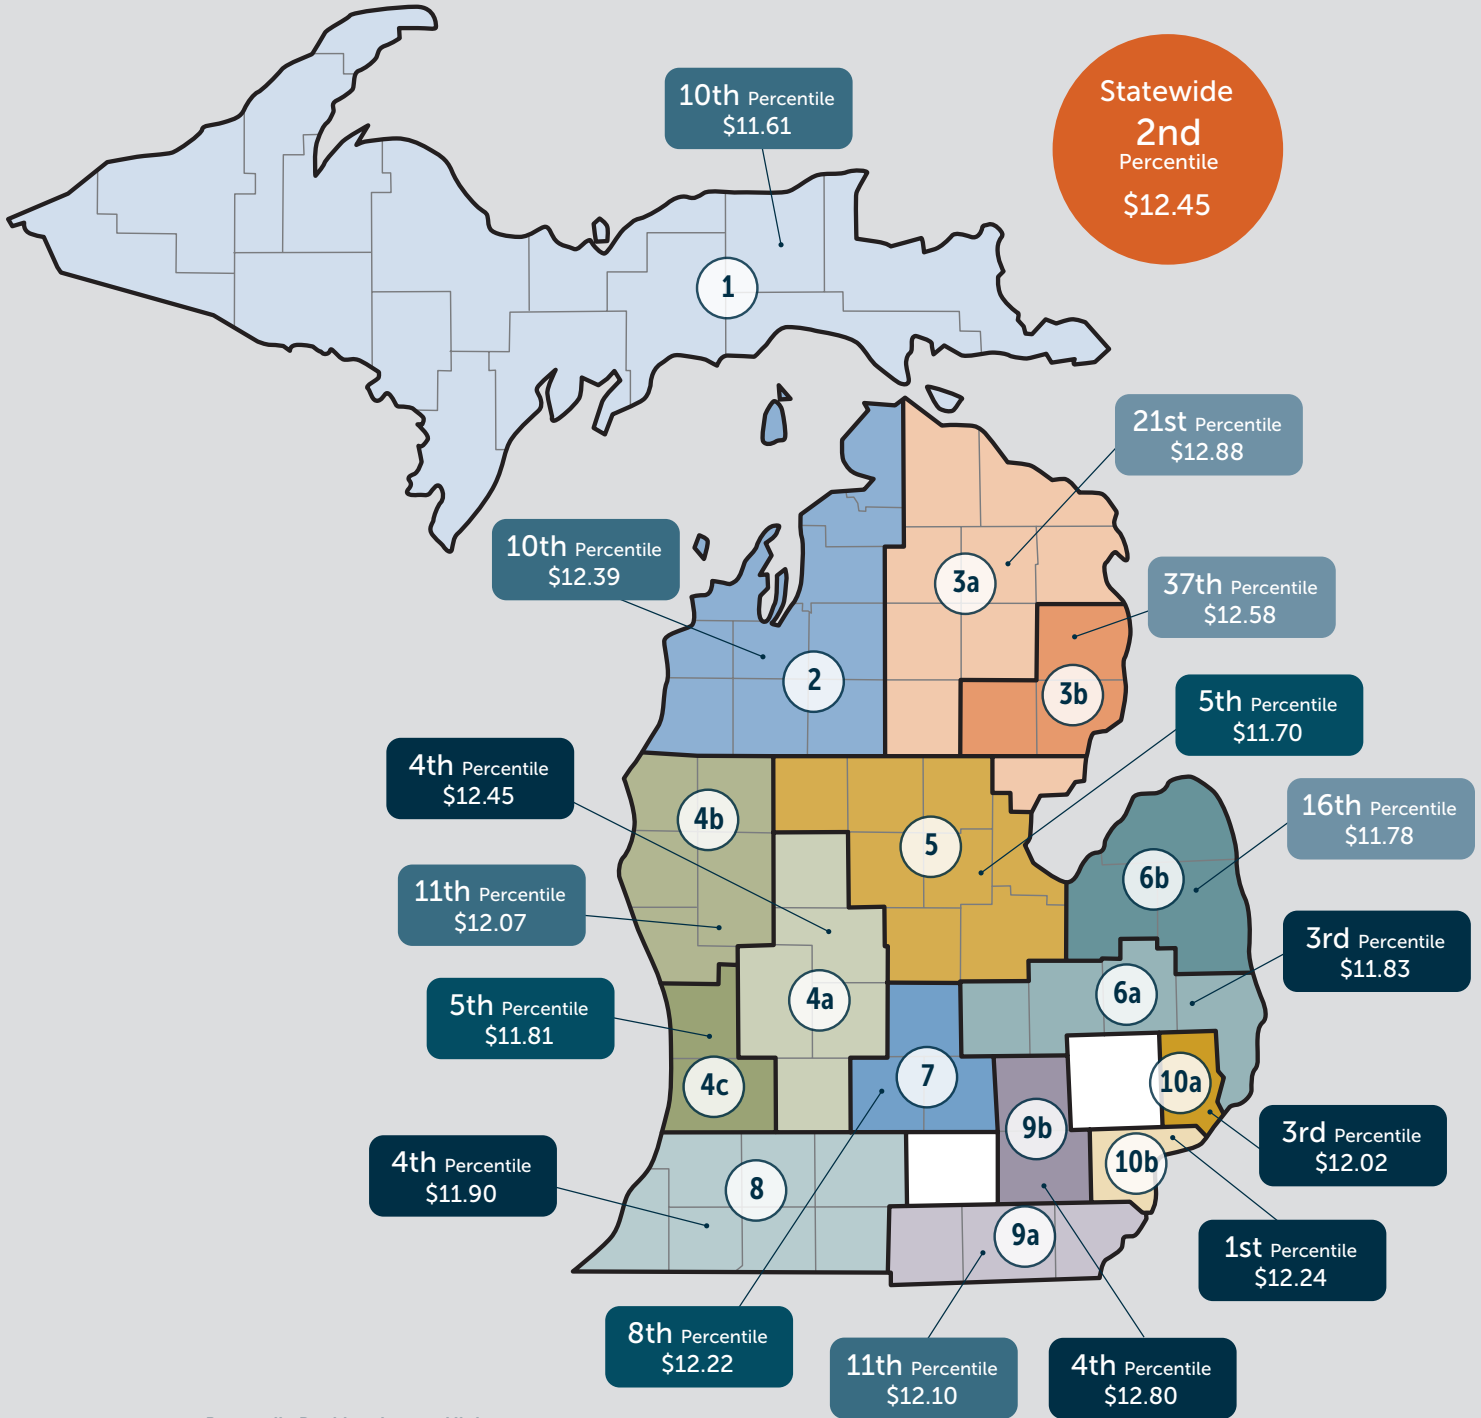 Statewide
2nd
Percentile
$12.45
10th Percentile
$11.61
1
21st Percentile
$12.88
10th Percentile
$12.39
3a
37th Percentile
$12.58
2
3b
5th Percentile
$11.70
4th Percentile
$12.45
4b
5
16th Percentile
$11.78
6b
11th Percentile
$12.07
3rd Percentile
$11.83
4a
6a
5th Percentile
$11.81
4c
7
10a
9b
3rd Percentile
$12.02
4th Percentile
$11.90
8
10b
9a
1st Percentile
$12.24
8th Percentile
$12.22
11th Percentile
$12.10
4th Percentile
$12.80